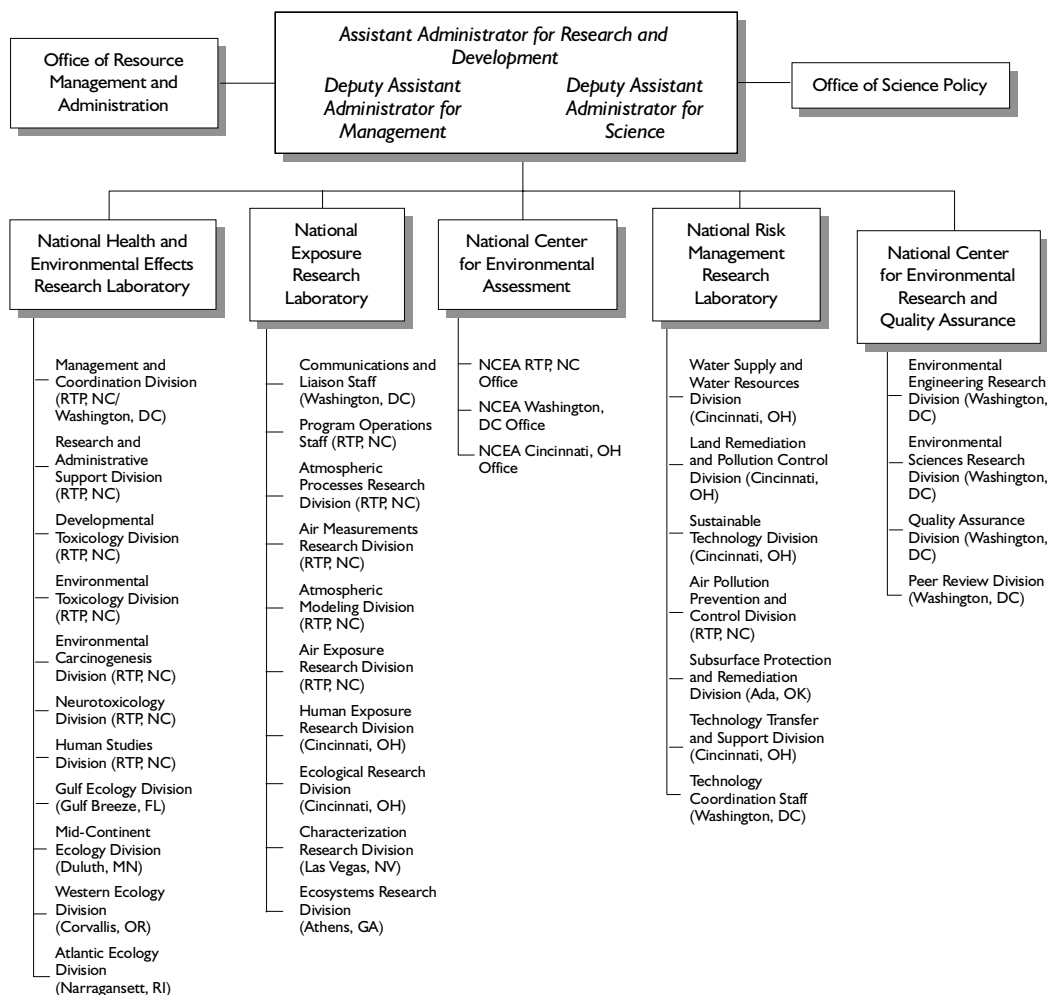 Office of Resource
Management and
Administration
Assistant Administrator for Research and
Development
Deputy Assistant
Administrator for
Management
Deputy Assistant
Administrator for
Science
Office of Science Policy
National Health and
Environmental Effects
Research Laboratory
Management and
Coordination Division
(RTP, NC/
Washington, DC)
Research and
Administrative
Support Division
(RTP, NC)
Developmental
Toxicology Division
(RTP, NC)
Environmental
Toxicology Division
(RTP, NC)
Environmental
Carcinogenesis
Division (RTP, NC)
Neurotoxicology
Division (RTP, NC)
Human Studies
Division (RTP, NC)
Gulf Ecology Division
(Gulf Breeze, FL)
Mid-Continent
Ecology Division
(Duluth, MN)
Western Ecology
Division
(Corvallis, OR)
Atlantic Ecology
Division
(Narragansett, RI)
National
Exposure
Research
Laboratory
Communications and
Liaison Staff
(Washington, DC)
Program Operations
Staff (RTP, NC)
Atmospheric
Processes Research
Division (RTP, NC)
Air Measurements
Research Division
(RTP, NC)
Atmospheric
Modeling Division
(RTP, NC)
Air Exposure
Research Division
(RTP, NC)
Human Exposure
Research Division
(Cincinnati, OH)
Ecological Research
Division
(Cincinnati, OH)
Characterization
Research Division
(Las Vegas, NV)
Ecosystems Research
Division
(Athens, GA)
National Center
for Environmental
Assessment
NCEA RTP, NC
Office
NCEA Washington,
DC Office
NCEA Cincinnati, OH
Office
National Risk
Management
Research
Laboratory
Water Supply and
Water Resources
Division
(Cincinnati, OH)
Land Remediation
and Pollution Control
Division (Cincinnati,
OH)
Sustainable
Technology Division
(Cincinnati, OH)
Air Pollution
Prevention and
Control Division
(RTP, NC)
Subsurface Protection
and Remediation
Division (Ada, OK)
Technology Transfer
and Support Division
(Cincinnati, OH)
Technology
Coordination Staff
(Washington, DC)
National Center
for Environmental
Research and
Quality Assurance
Environmental
Engineering Research
Division (Washington,
DC)
Environmental
Sciences Research
Division (Washington,
DC)
Quality Assurance
Division (Washington,
DC)
Peer Review Division
(Washington, DC)